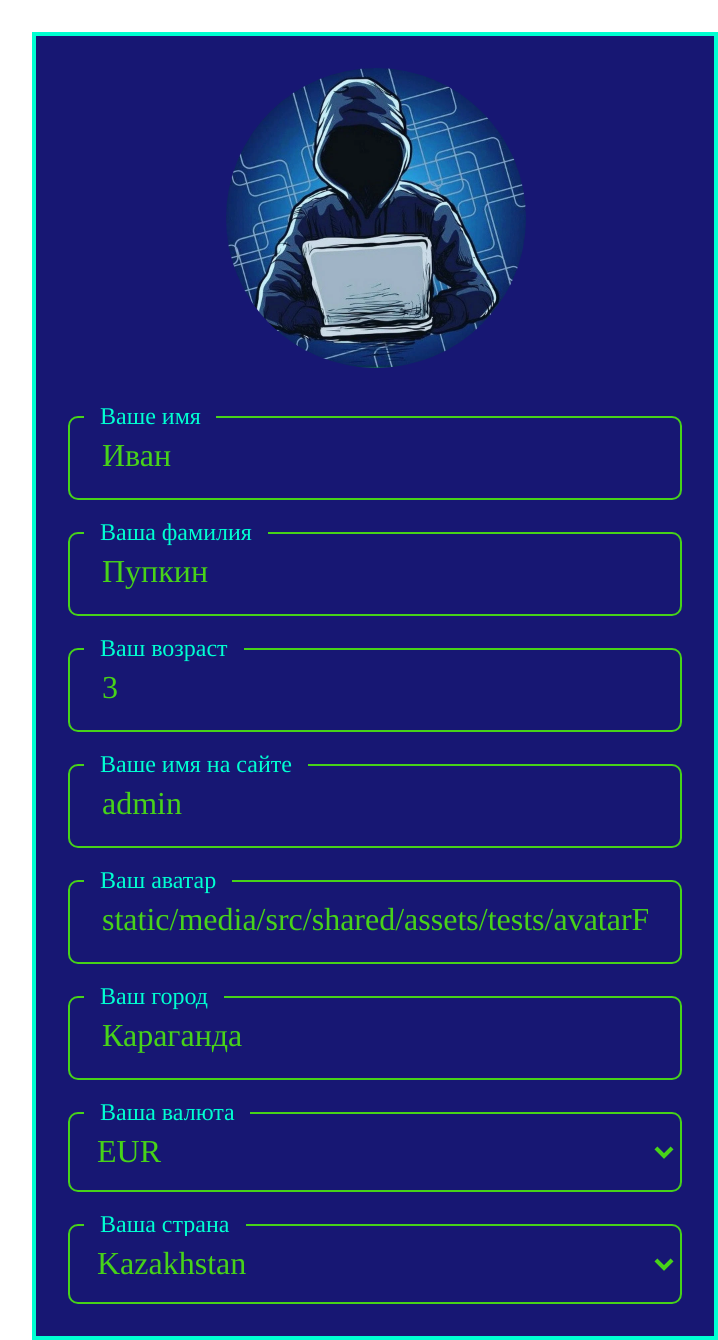 Ваше имя
Иван
Ваша фамилия
Пупкин
Ваш возраст
3
Ваше имя на сайте
admin
Ваш аватар
static/media/src/shared/assets/tests/avatarF
Ваш город
Караганда
Ваша валюта
EUR
Ваша страна
Kazakhstan